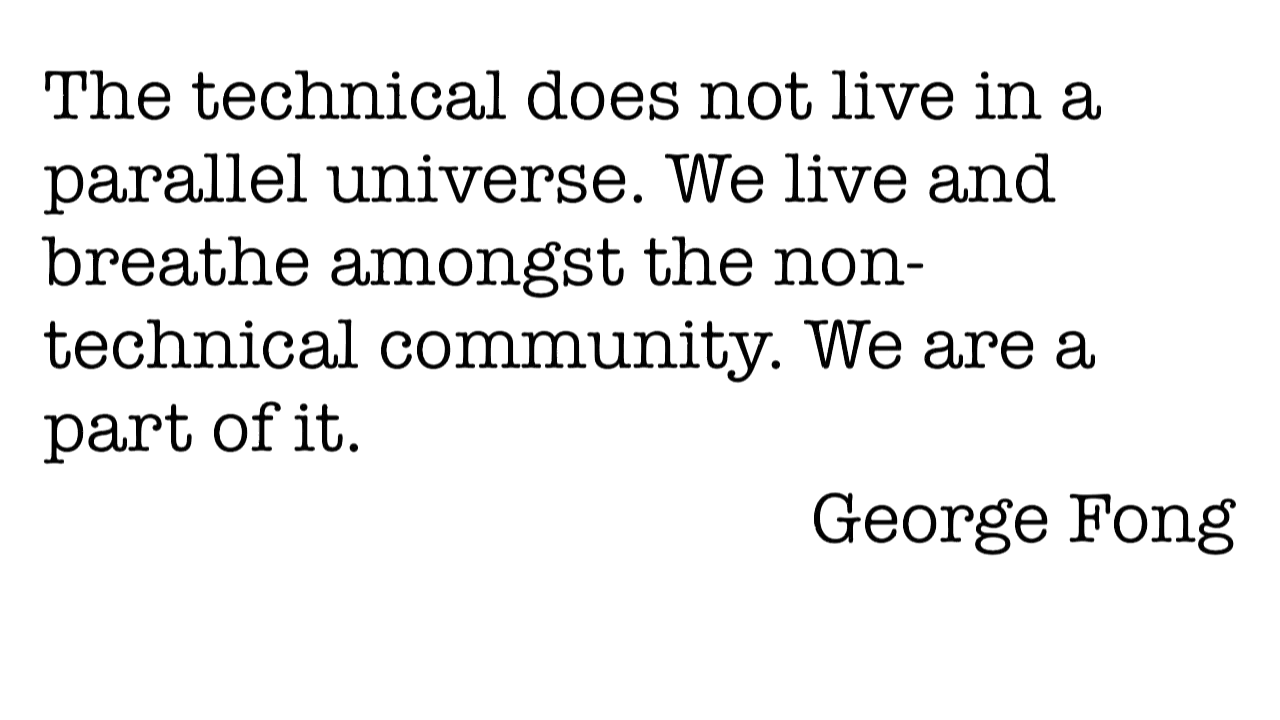 The technical does not live in a
parallel universe. We live and
breathe amongst the non-
technical community. We are a
part of it.
George Fong